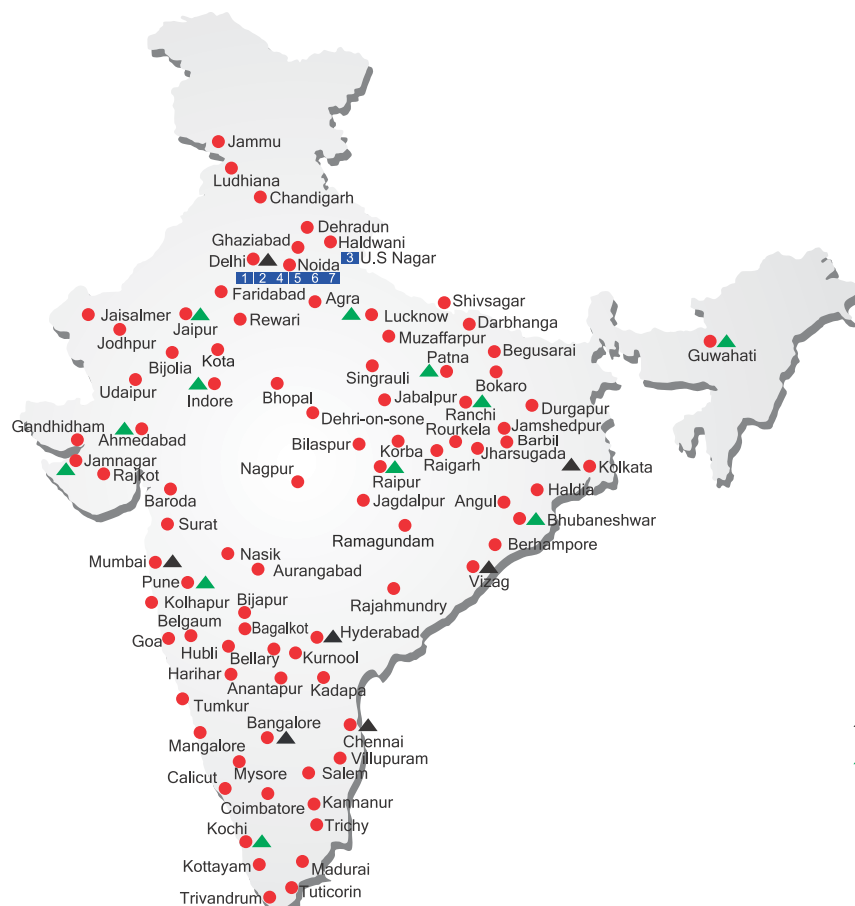 Jammu
Ludhiana
Chandigarh
Dehradun
Ghaziabad
Haldwani
Delhi
Noida
3 U.S Nagar
1 2 4 5 6 7
Faridabad
Agra
Shivsagar
Jaisalmer
Jaipur
Rewari
Lucknow
Darbhanga
Jodhpur
Muzaffarpur
Guwahati
Bijolia
Kota
Patna
Begusarai
Udaipur
Indore
Bhopal
Singrauli
Bokaro
Jabalpur
Ranchi
Durgapur
Dehri-on-sone
Gandhidham
Ahmedabad
Rourkela
Jamshedpur
Bilaspur
Korba
Barbil
Jharsugada
Jamnagar
Raigarh
Kolkata
Rajkot
Nagpur
Raipur
Baroda
Jagdalpur
Angul
Haldia
Surat
Ramagundam
Bhubaneshwar
Berhampore
Mumbai
Nasik
Aurangabad
Vizag
Pune
Kolhapur
Bijapur
Rajahmundry
Belgaum
Bagalkot
Hyderabad
Goa
Hubli
Bellary
Kurnool
Harihar
Anantapur
Kadapa
Tumkur
Bangalore
Chennai
Mangalore
Villupuram
Mysore
Salem
Calicut
Coimbatore
Kannanur
Kochi
Trichy
Kottayam
Madurai
Trivandrum
Tuticorin